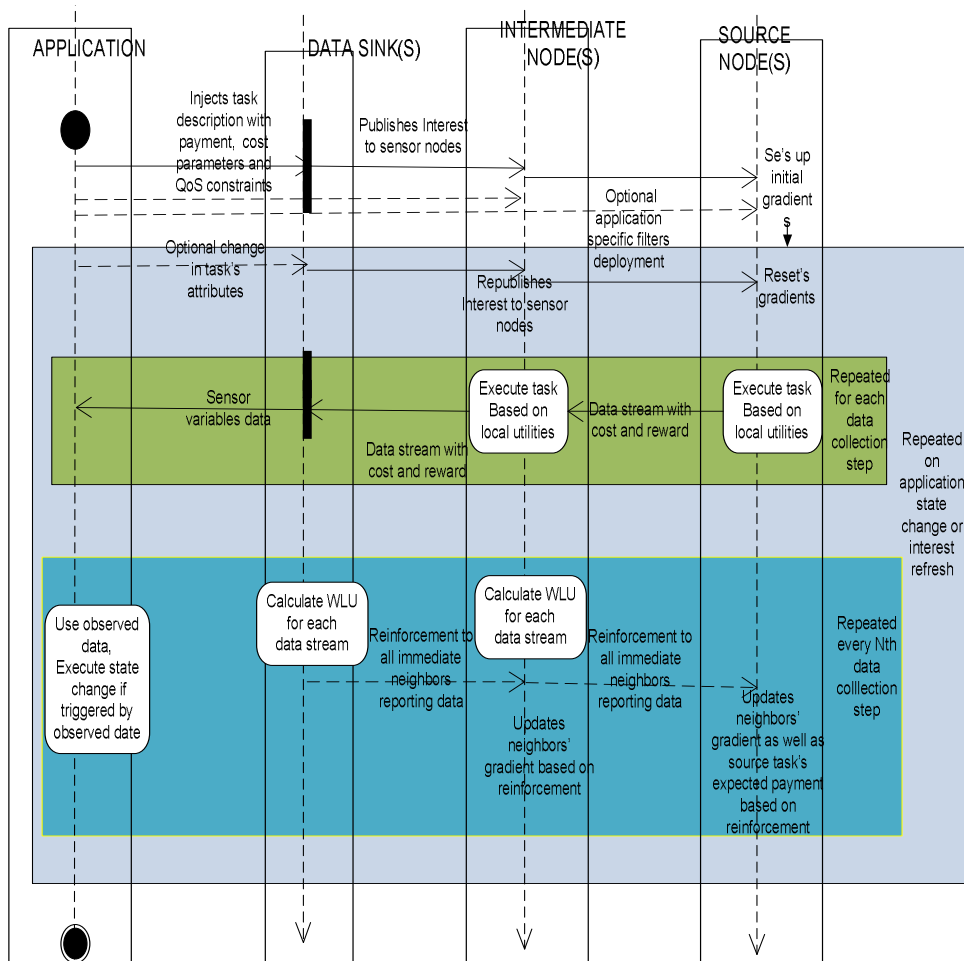 APPLICATION
DATA SINK(S)
INTERMEDIATE
NODE(S)
SOURCE
NODE(S)
Injects task
description with
payment, cost
parameters and
QoS constraints
Publishes Interest
to sensor nodes
Se's up
initial
gradient
s
Optional
application
specific filters
deployment
Optional change
in task's
attributes
Republishes
Interest to sensor
nodes
Reset's
gradients
Sensor
variables data
Data stream with
cost and reward
Execute task
Based on
local utilities
Data stream with
cost and reward
Execute task
Based on
local utilities
Repeated
for each
data
collection
step
Repeated
on
application
state
change or
interest
refresh
Use observed
data,
Execute state
change if
triggered by
observed date
Calculate WLU
for each
data stream
Reinforcement to
all immediate
neighbors
reporting data
Calculate WLU
for each
data stream
Reinforcement to
all immediate
neighbors
reporting data
Updates
neighbors'
gradient based on
reinforcement
Updates
neighbors'
gradient as well as
source task's
expected payment
based on
reinforcement
Repeated
every Nth
data
colllection
step